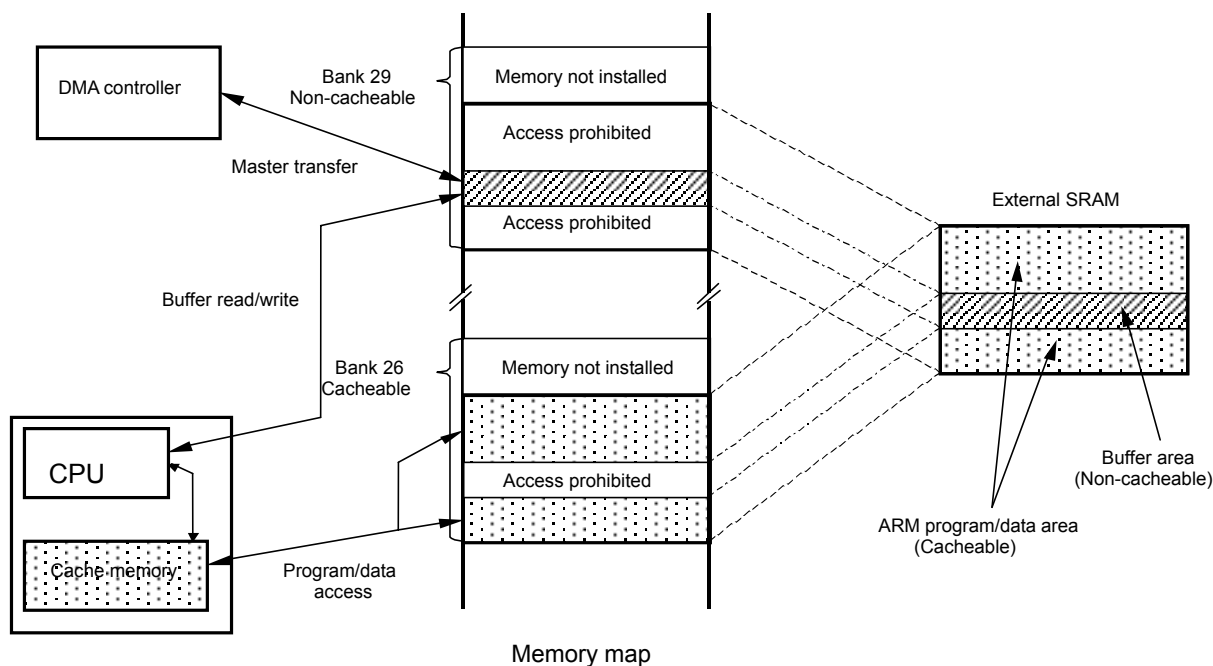 DMA controller
Bank 29
Non-cacheable
Memory not installed
Access prohibited
Master transfer
Access prohibited
External SRAM
Buffer read/write
Bank 26
Cacheable
Memory not installed
CPU
Access prohibited
Buffer area
(Non-cacheable)
ARM program/data area
(Cacheable)
Cache memory
Program/data
access
Memory map